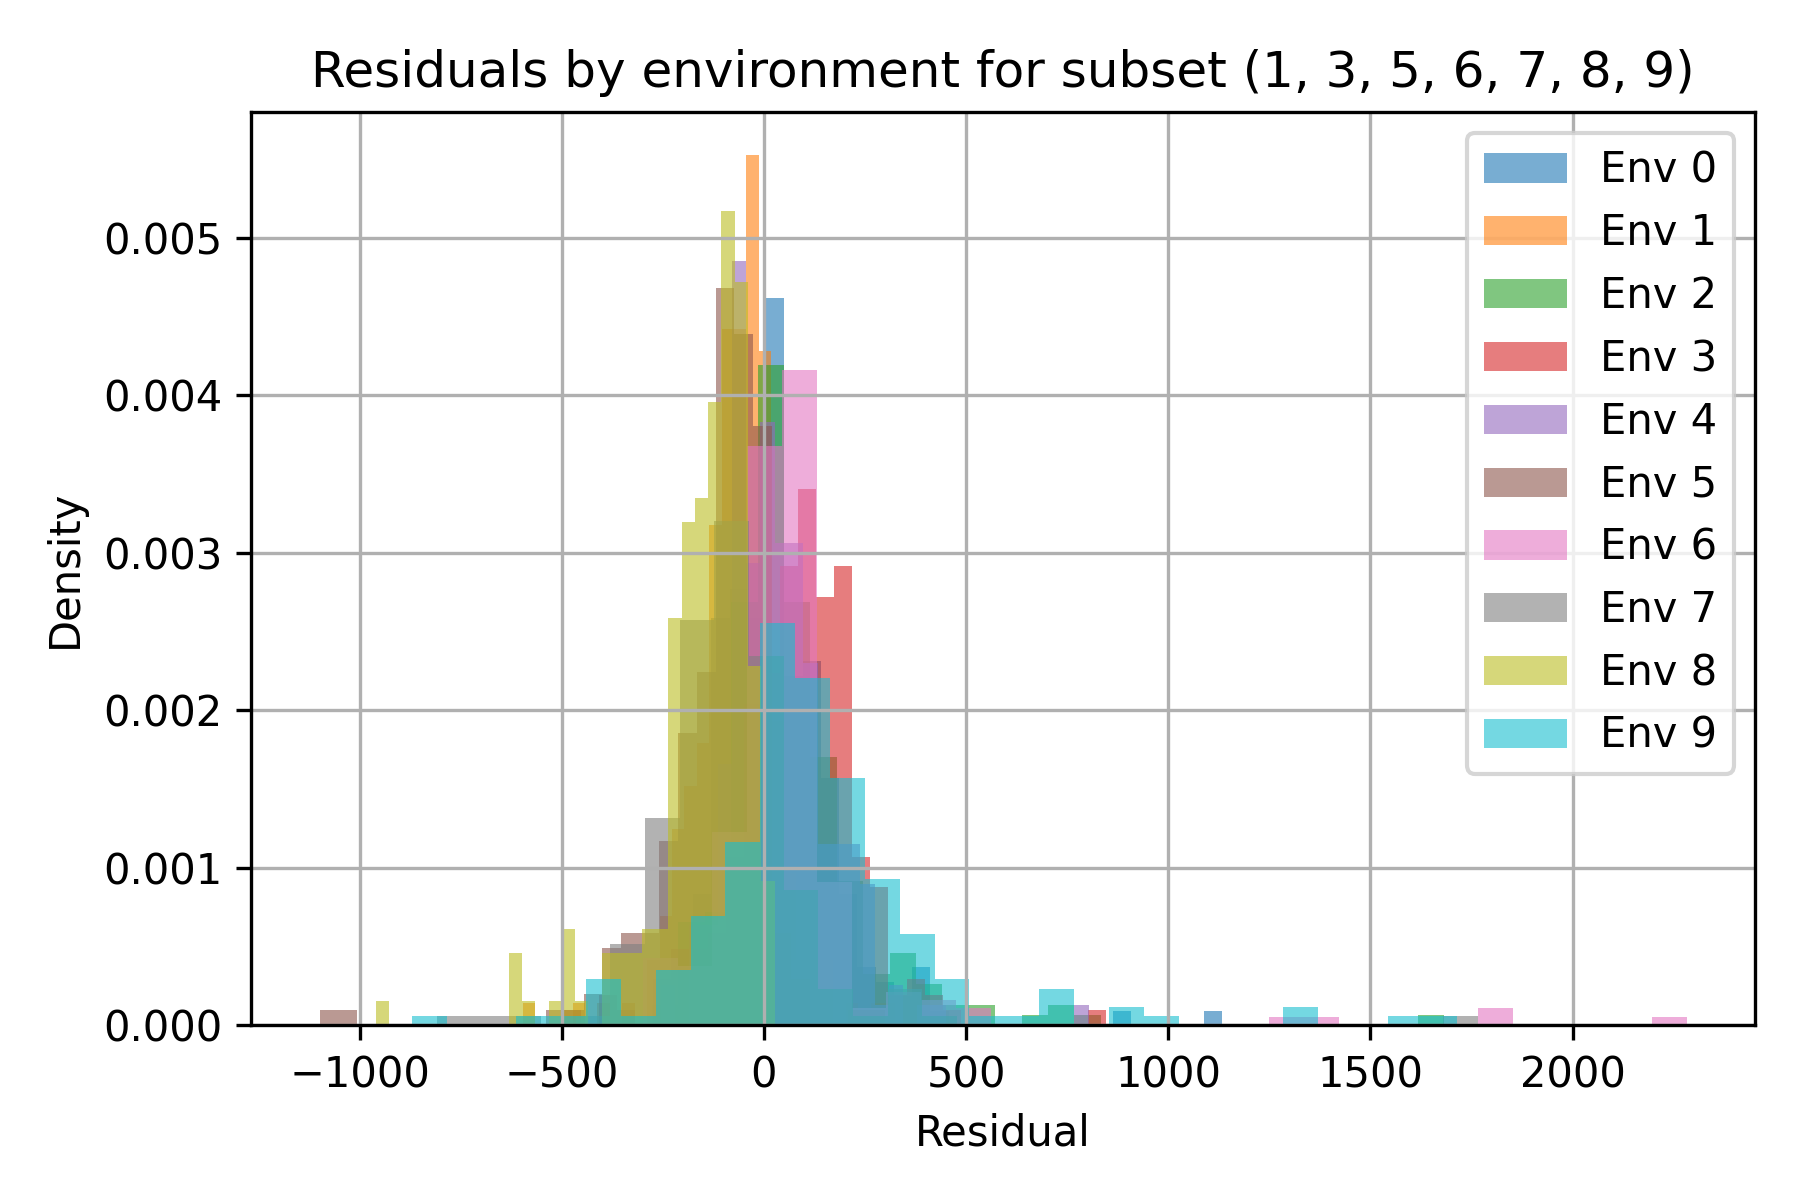 Residuals by environment for subset (1, 3, 5, 6, 7, 8, 9)
Env 0
Env 1
Env 2
Env 3
Env 4
Env 5
Env 6
Env 7
Env 8
Env 9
0.005
0.004
0.003
0.002
0.001
0.000
Density
−1000
−500
0
500
1000
1500
2000
Residual